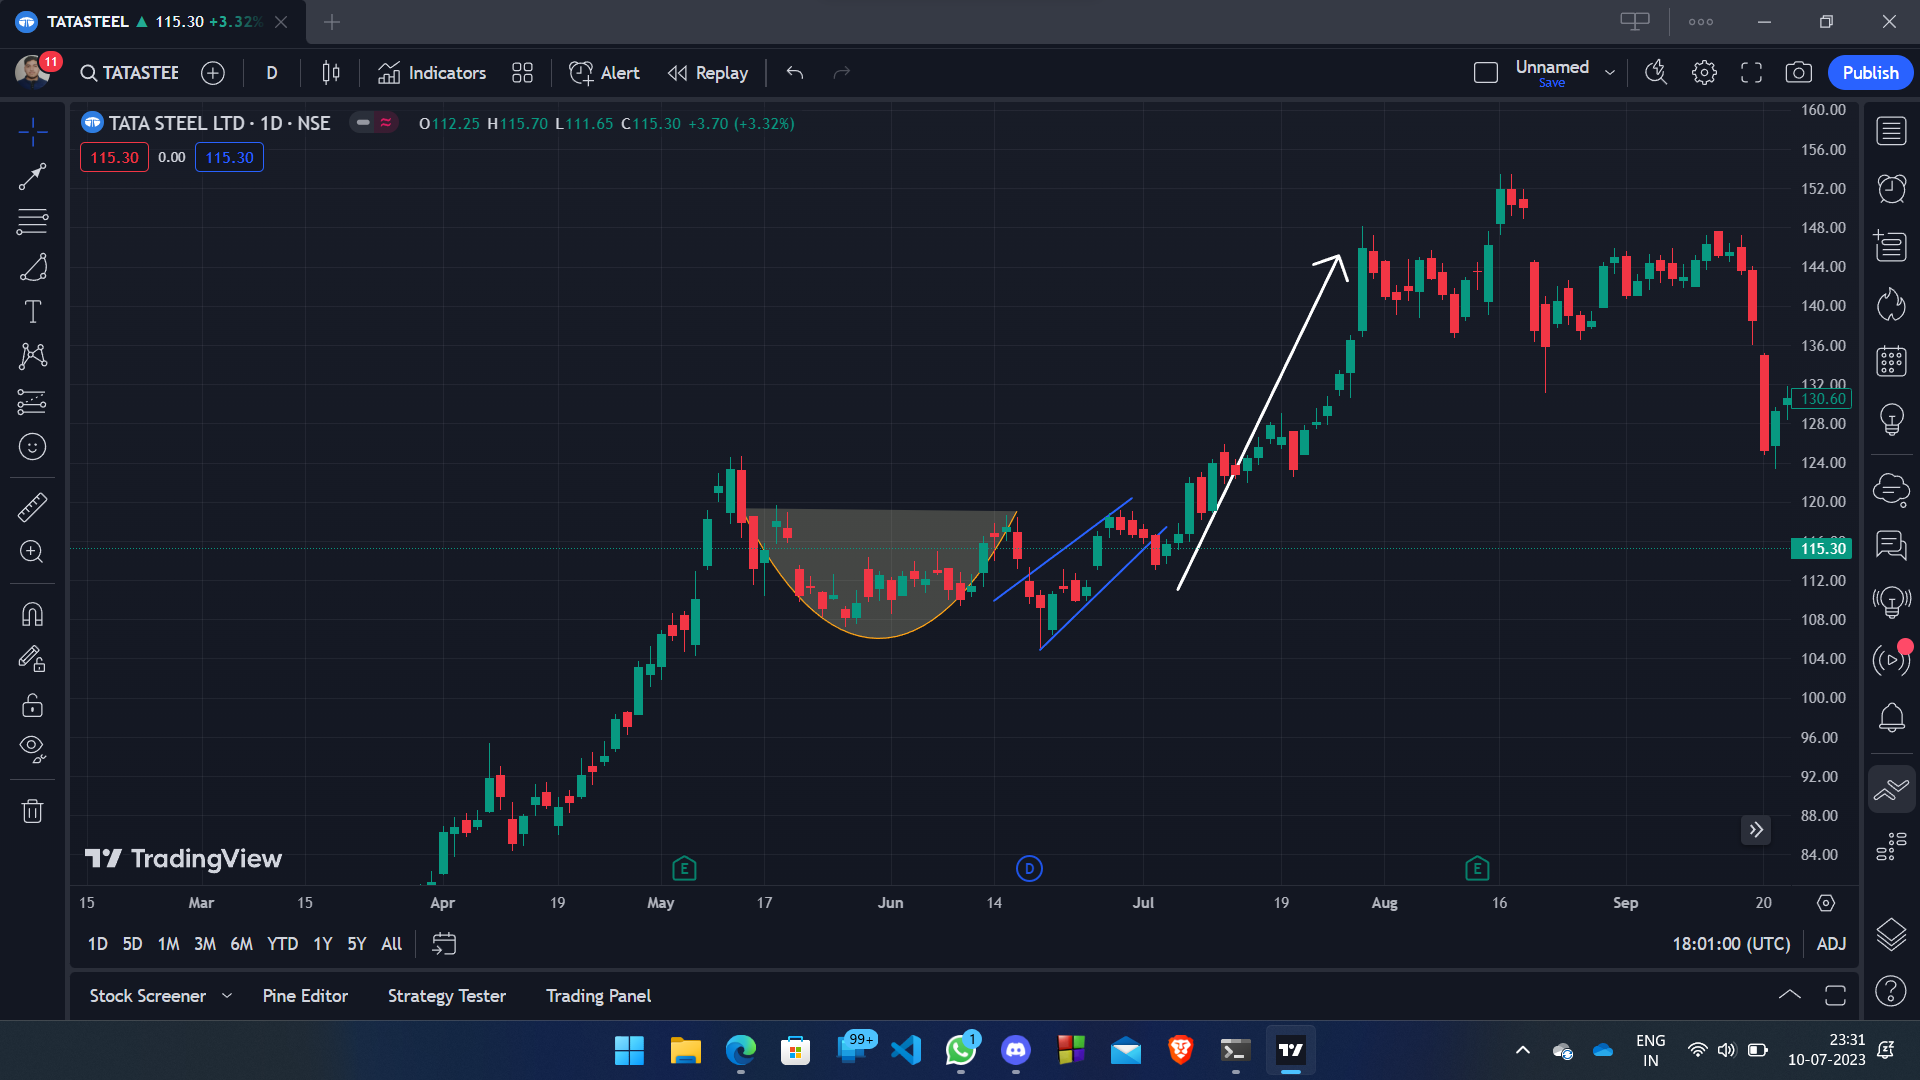 TATASTEEL ▲ 115.30 +3.32%
11
TATASTEE
D
Indicators
Alert
Replay
Unnamed
Save
Publish
TATA STEEL LTD · 1D · NSE
O112.25 H115.70 L111.65 C115.30 +3.70 (+3.32%)
115.30 0.00 115.30
160.00
156.00
152.00
148.00
144.00
140.00
136.00
132.00
130.60
128.00
124.00
120.00
115.30
112.00
108.00
104.00
100.00
96.00
92.00
88.00
84.00
TradingView
E
D
E
15 Mar 15 Apr 19 May 17 Jun 14 Jul 19 Aug 16 Sep 20
1D 5D 1M 3M 6M YTD 1Y 5Y All
18:01:00 (UTC) ADJ
Stock Screener Pine Editor Strategy Tester Trading Panel
99+
1
ENG
IN
23:31
10-07-2023